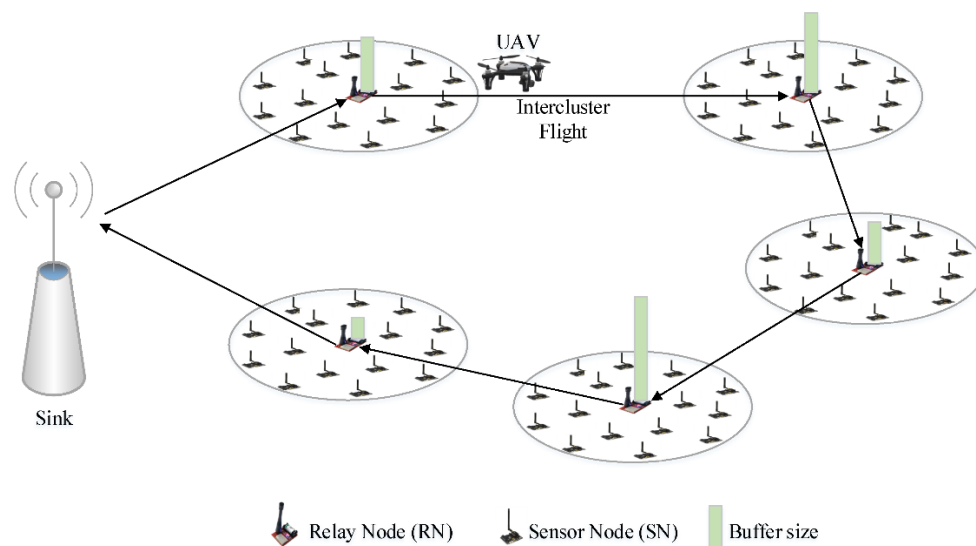 UAV
Intercluster
Flight
Sink
Relay Node (RN)
Sensor Node (SN)
Buffer size